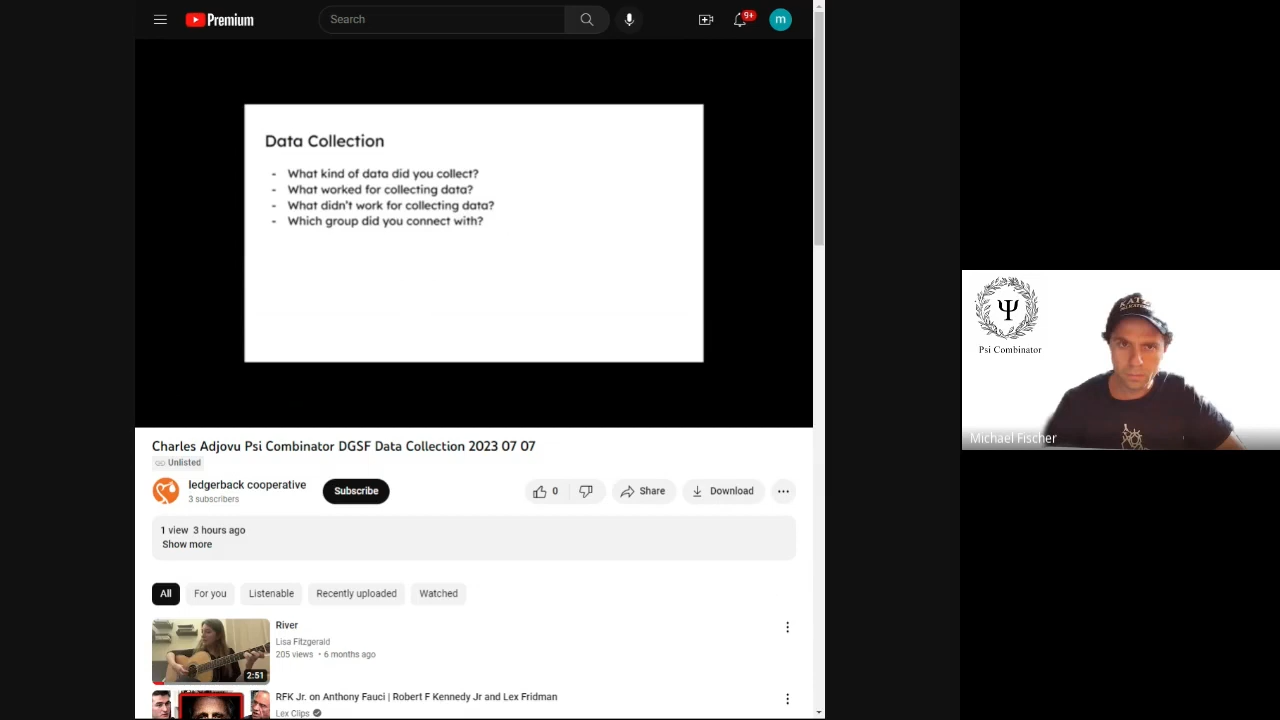 Premium
Search
9+
m
Data Collection
- What kind of data did you collect?
- What worked for collecting data?
- What didn't work for collecting data?
- Which group did you connect with?
Charles Adjovu Psi Combinator DGSF Data Collection 2023 07 07
Unlisted
ledgerback cooperative
3 subscribers
Subscribe
0
Share
Download
1 view 3 hours ago
Show more
All
For you
Listenable
Recently uploaded
Watched
River
Lisa Fitzgerald
205 views • 6 months ago
2:51
RFK Jr. on Anthony Fauci | Robert F Kennedy Jr and Lex Fridman
Lex Clips
Ψ
Psi Combinator
KATZ
Michael Fischer